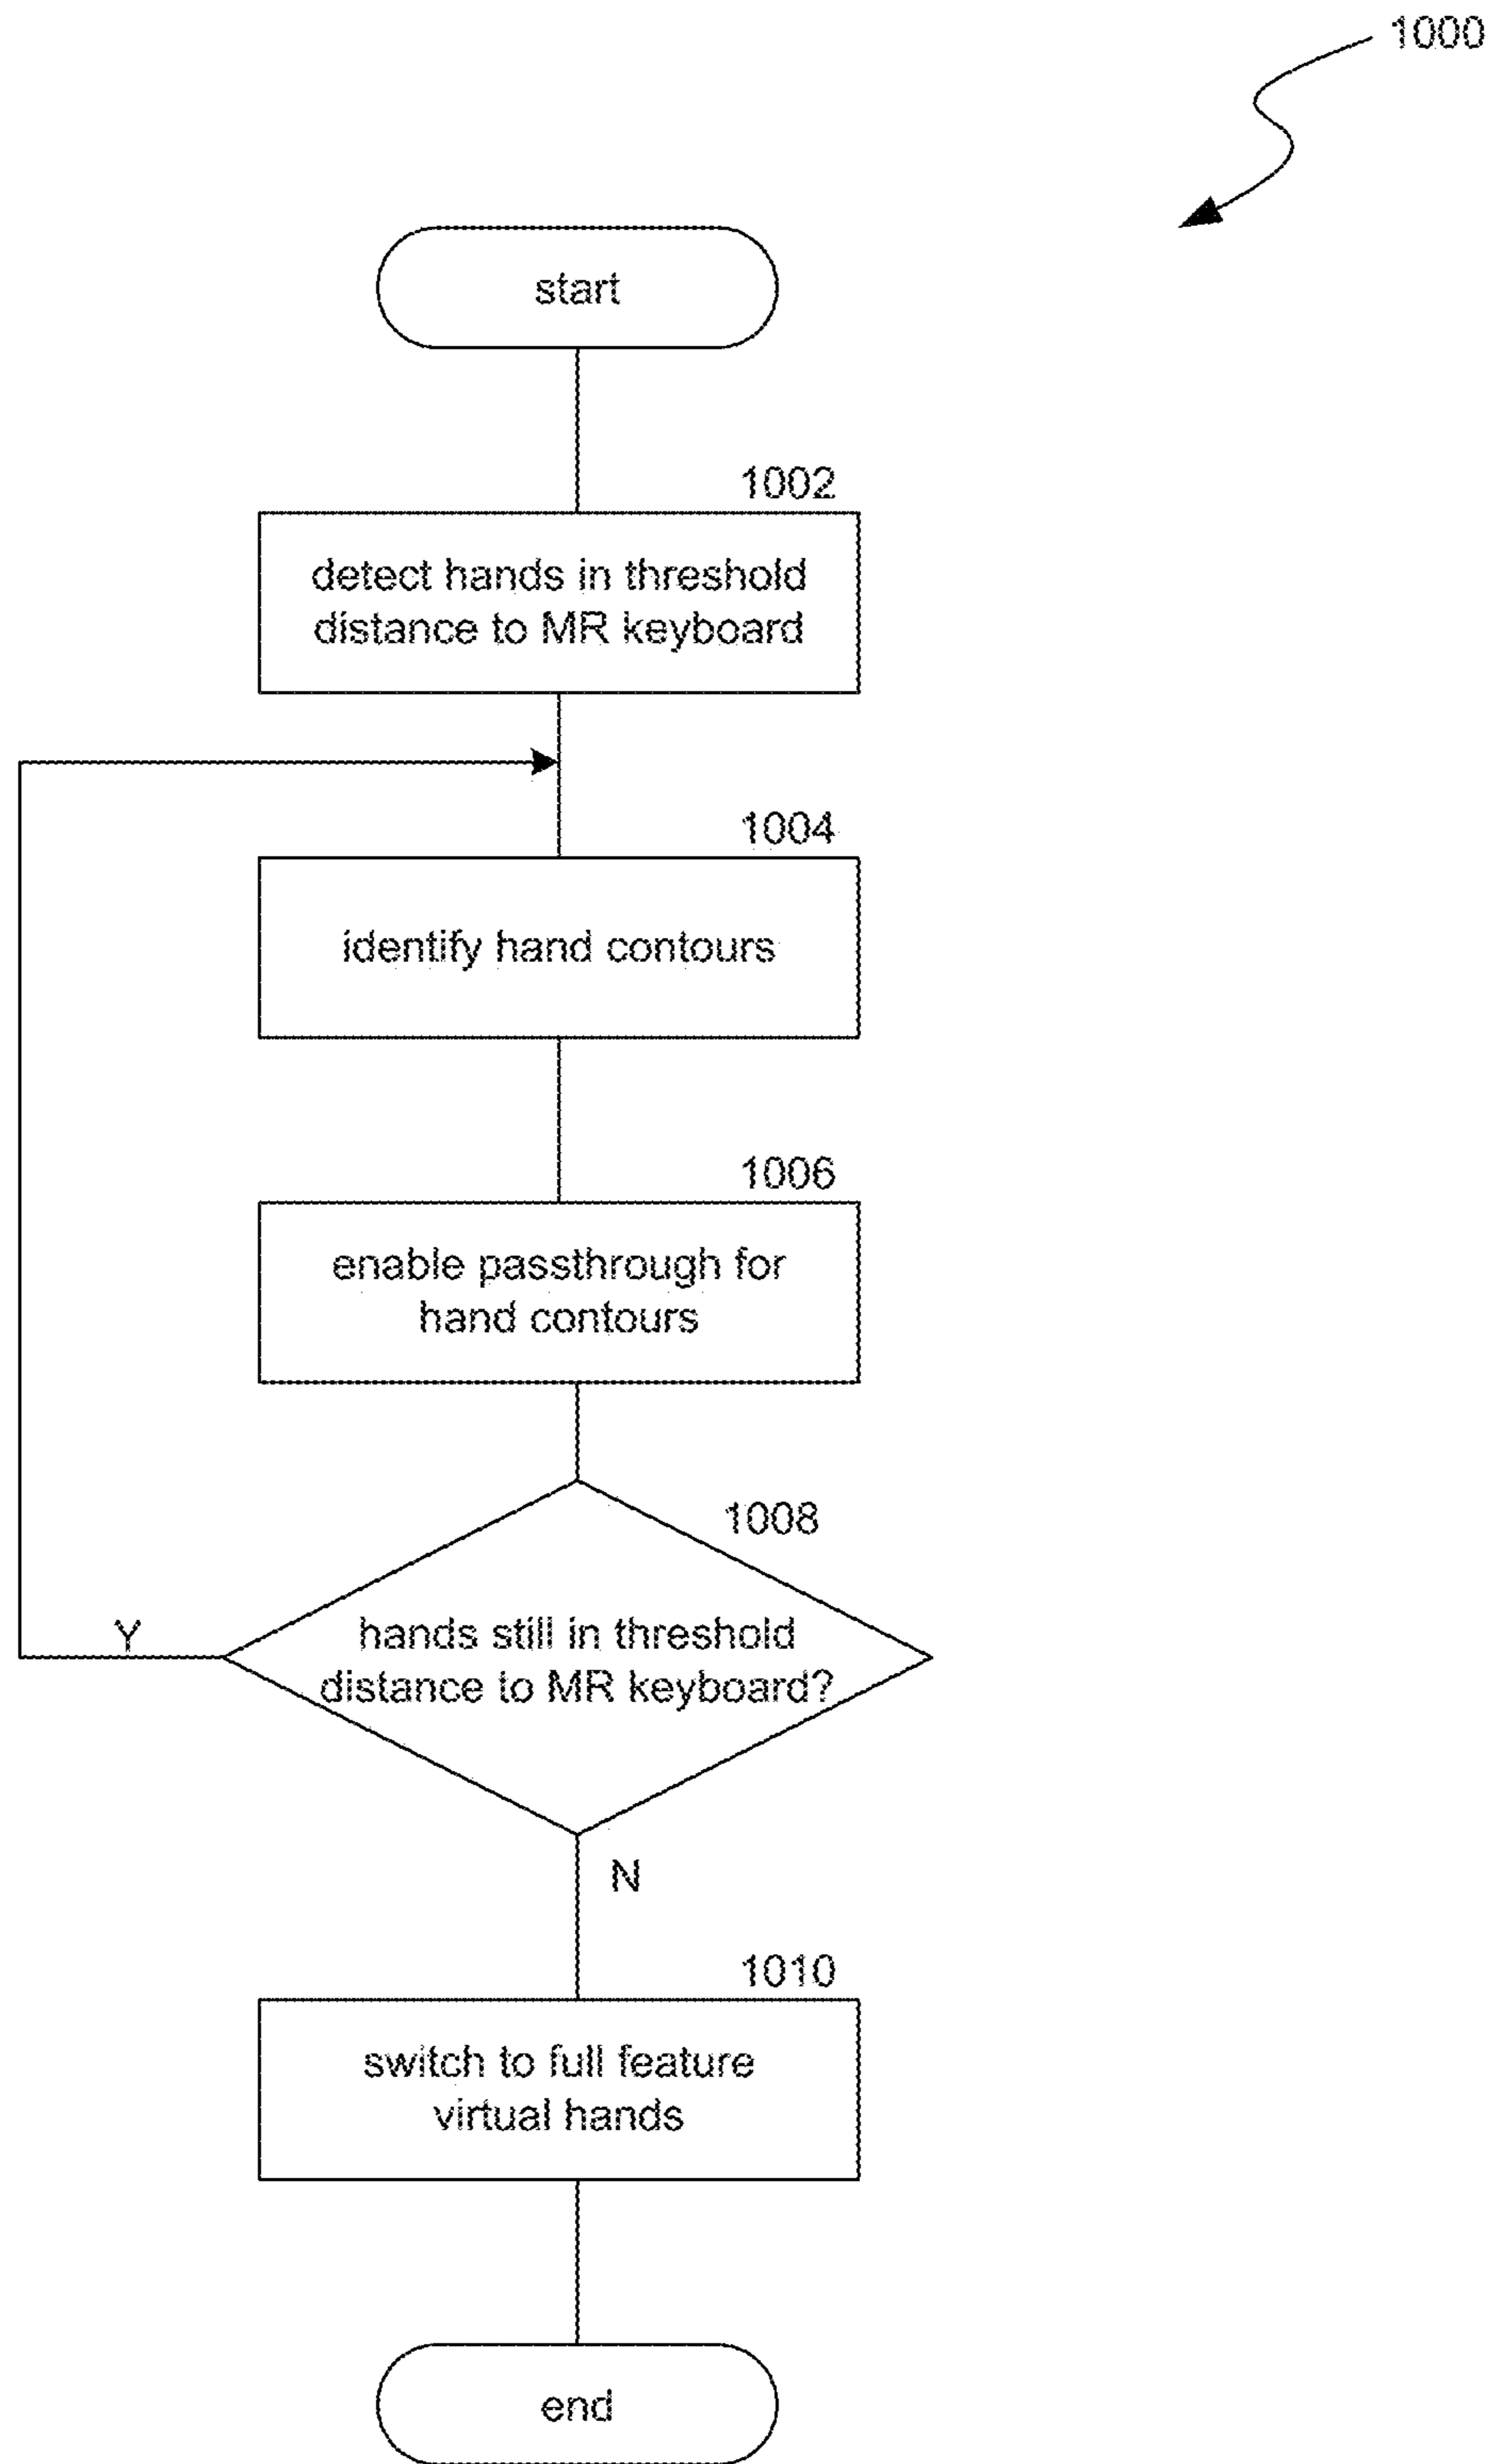 1000
start
1002
detect hands in threshold
distance to MR keyboard
1004
identify hand contours
1006
enable passthrough for
hand contours
1008
hands still in threshold
distance to MR keyboard?
Y
N
1010
switch to full feature
virtual hands
end